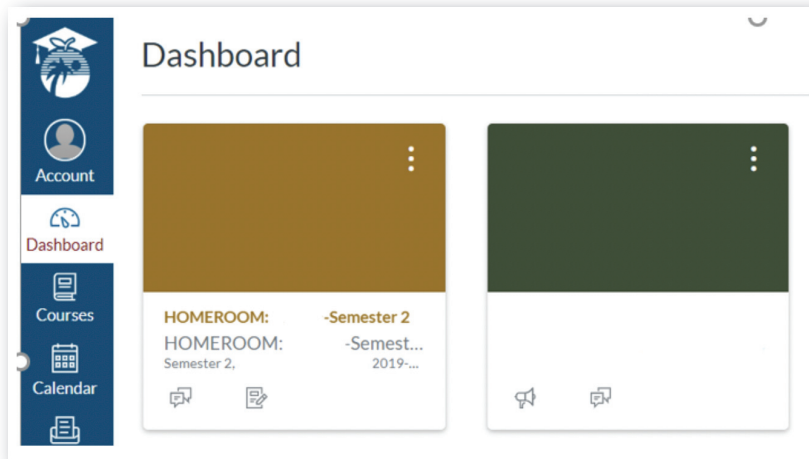 Dashboard
Account
Dashboard
Courses
Calendar
HOMEROOM: -Semester 2
HOMEROOM: -Semest...
Semester 2, 2019-...